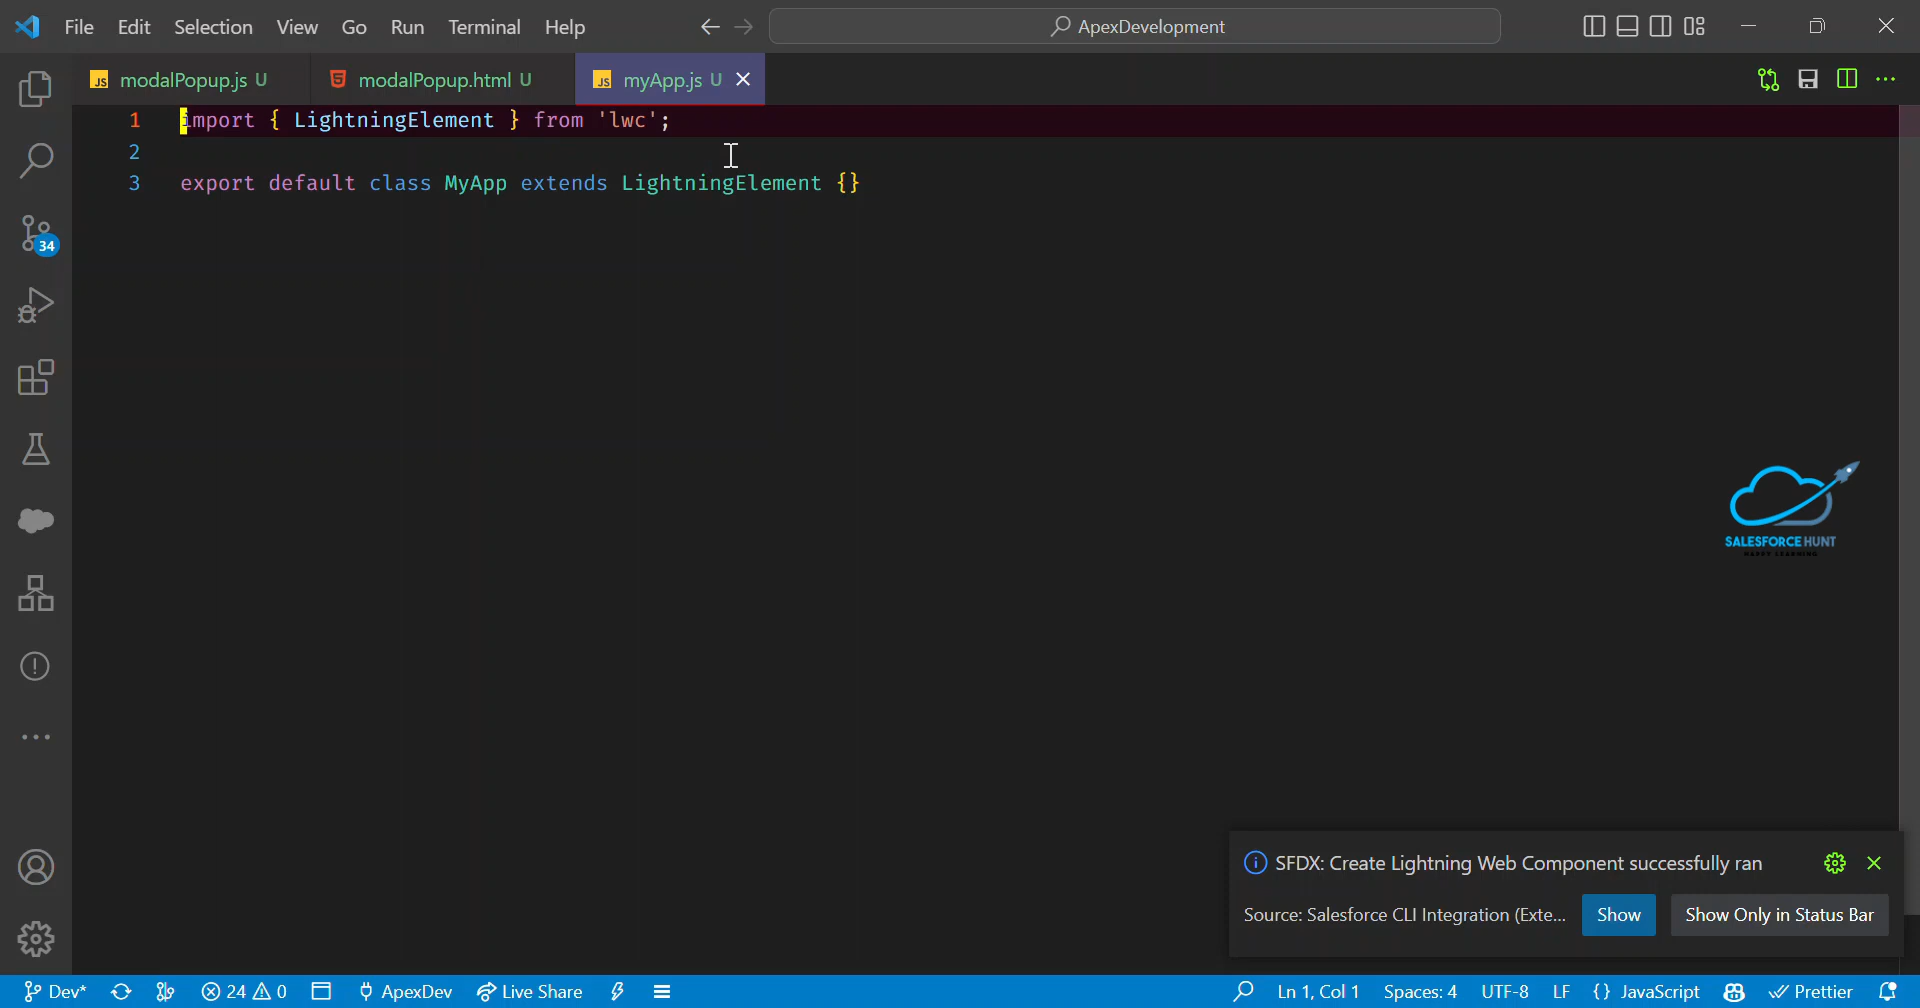 File Edit Selection View Go Run Terminal Help
ApexDevelopment
modalPopup.js U modalPopup.html U myApp.js U
1 import { LightningElement } from 'lwc';
2
3 export default class MyApp extends LightningElement {}
34
SALESFORCE HUNT
HAPPY LEARNING
SFDX: Create Lightning Web Component successfully ran
Source: Salesforce CLI Integration (Exte... Show Show Only in Status Bar
Dev* 24 0 ApexDev Live Share Ln 1, Col 1 Spaces: 4 UTF-8 LF {} JavaScript Prettier